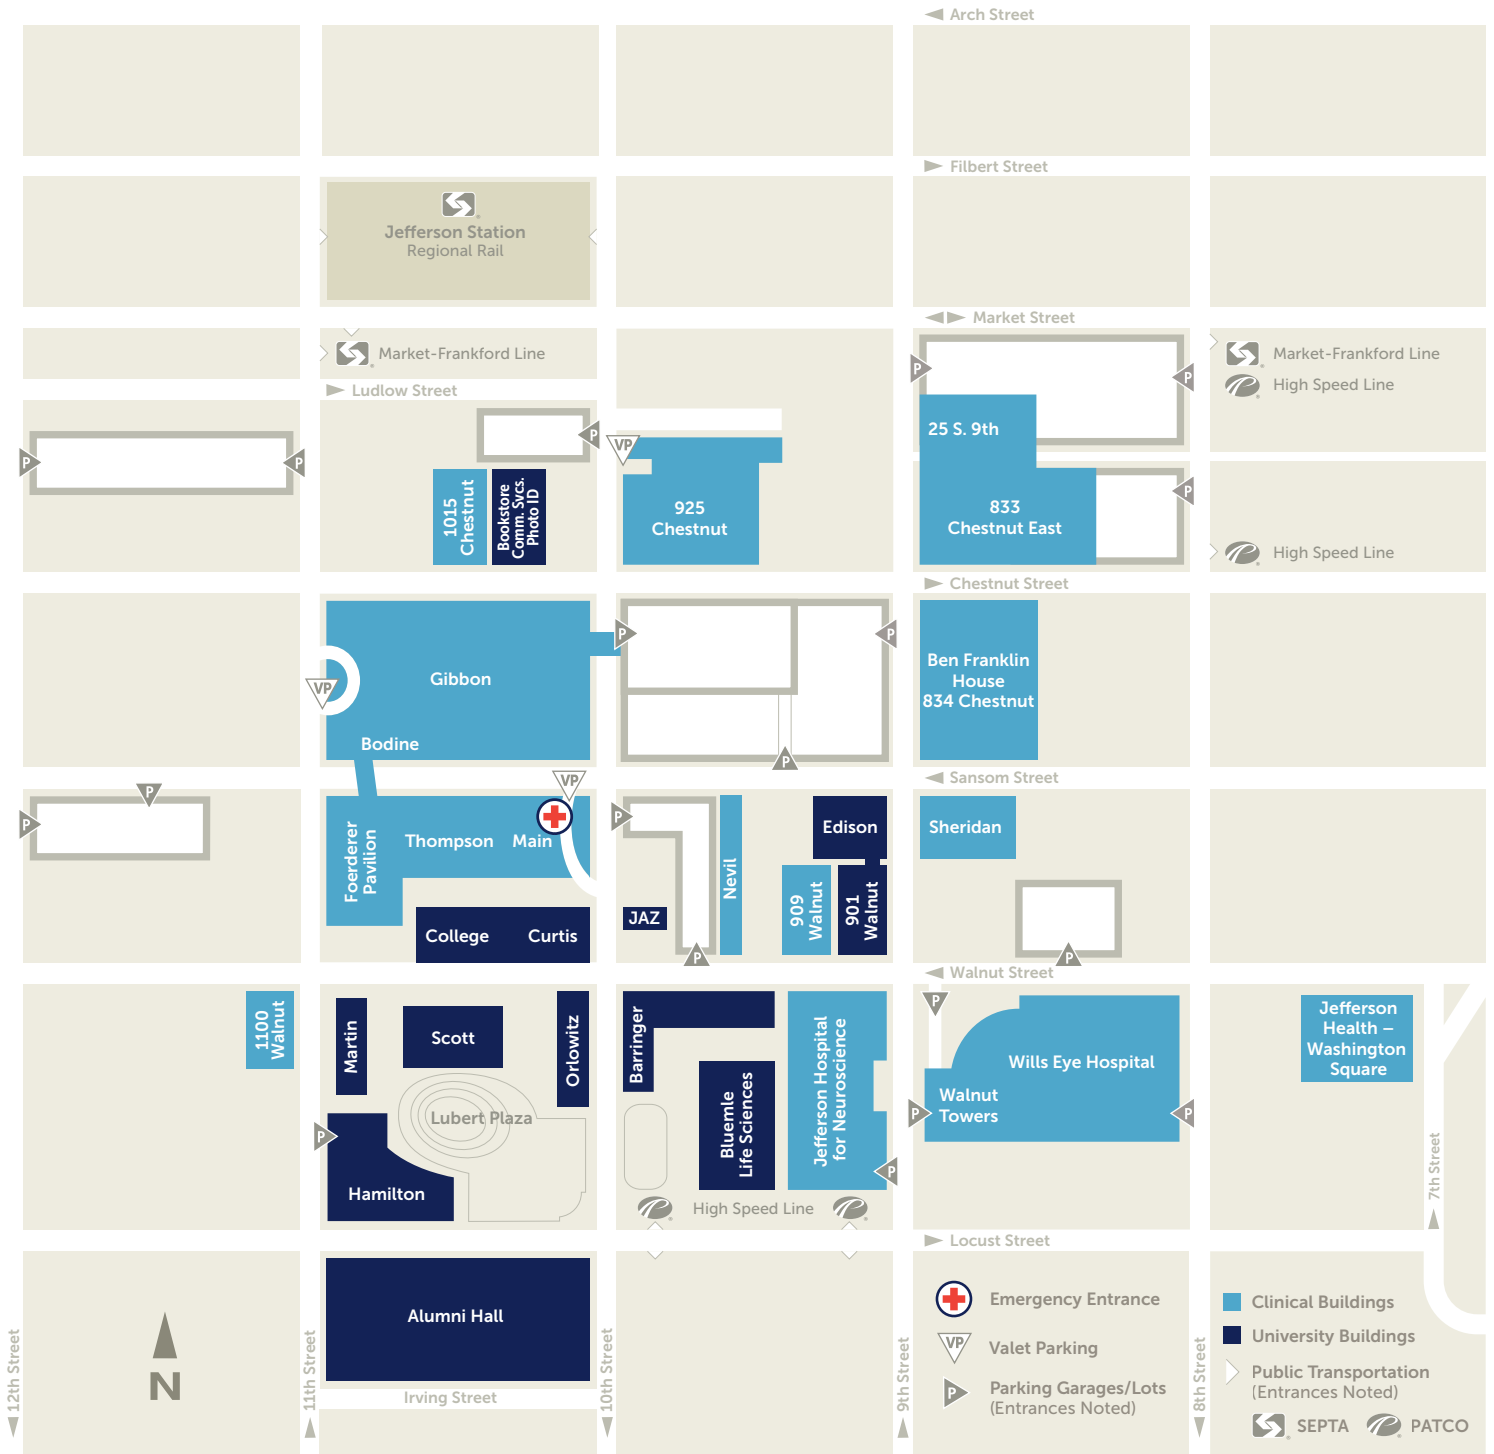 Arch Street
Filbert Street
Jefferson Station
Regional Rail
Market Street
Market-Frankford Line
Market-Frankford Line
High Speed Line
Ludlow Street
P
P
25 S. 9th
P
VP
P
P
1015
Chestnut
Bookstore
Comm. Svcs.
Photo ID
925
Chestnut
833
Chestnut East
P
High Speed Line
Chestnut Street
P
P
Gibbon
VP
Ben Franklin
House
834 Chestnut
Bodine
P
Sansom Street
P
VP
P
P
Foerderer
Pavilion
Thompson
Main
Nevil
Edison
Sheridan
JAZ
909
Walnut
901
Walnut
College
Curtis
P
P
Walnut Street
1100
Walnut
Martin
Scott
Orlowitz
Barringer
Jefferson Hospital
for Neuroscience
P
Wills Eye Hospital
Jefferson
Health –
Washington
Square
Lubert Plaza
Bluemle
Life Sciences
Walnut
Towers
P
P
P
Hamilton
P
High Speed Line
7th Street
Locust Street
Alumni Hall
Irving Street
N
12th Street
11th Street
10th Street
9th Street
8th Street
Emergency Entrance
VP
Valet Parking
P
Parking Garages/Lots
(Entrances Noted)
Clinical Buildings
University Buildings
Public Transportation
(Entrances Noted)
SEPTA
PATCO